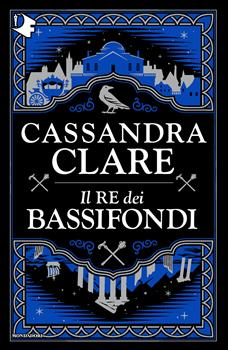 CASSANDRA
CLARE
Il RE dei
BASSIFONDI
MONDADORI